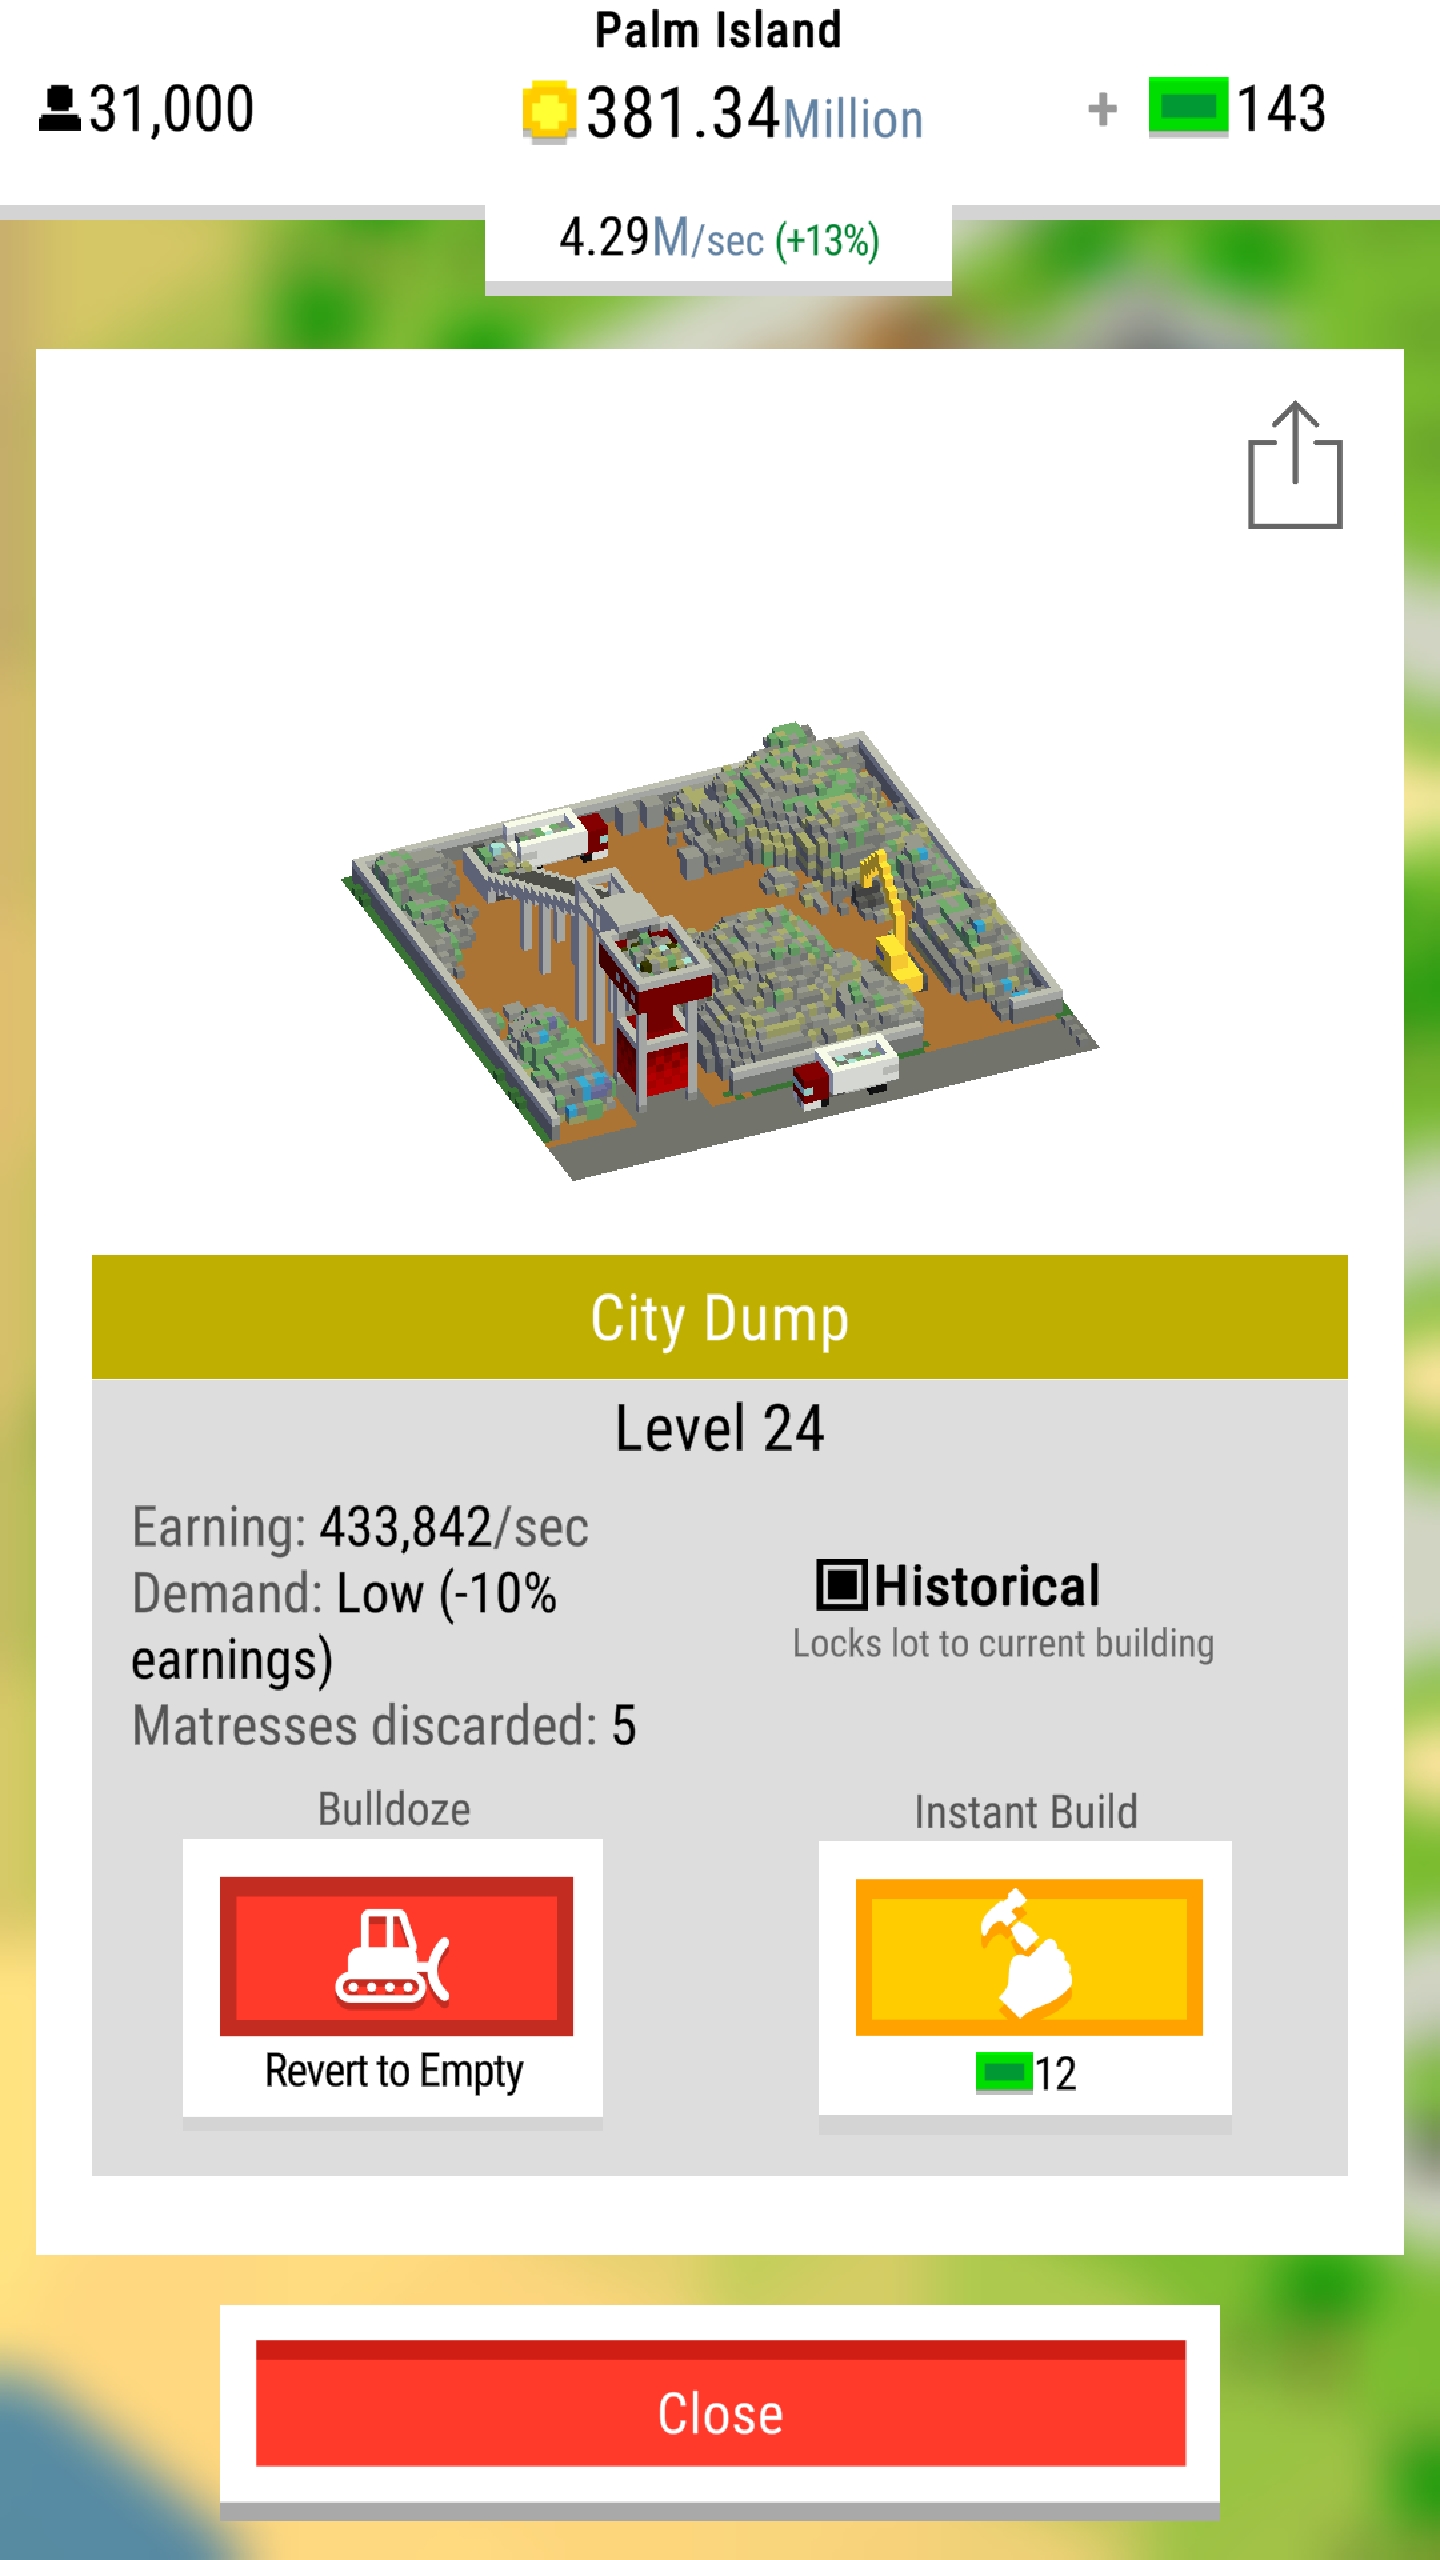 Palm Island
31,000
381.34Million
+ 143
4.29M/sec (+13%)
City Dump
Level 24
Earning: 433,842/sec
Demand: Low (-10%
earnings)
Matresses discarded: 5
Historical
Locks lot to current building
Bulldoze
Revert to Empty
Instant Build
12
Close